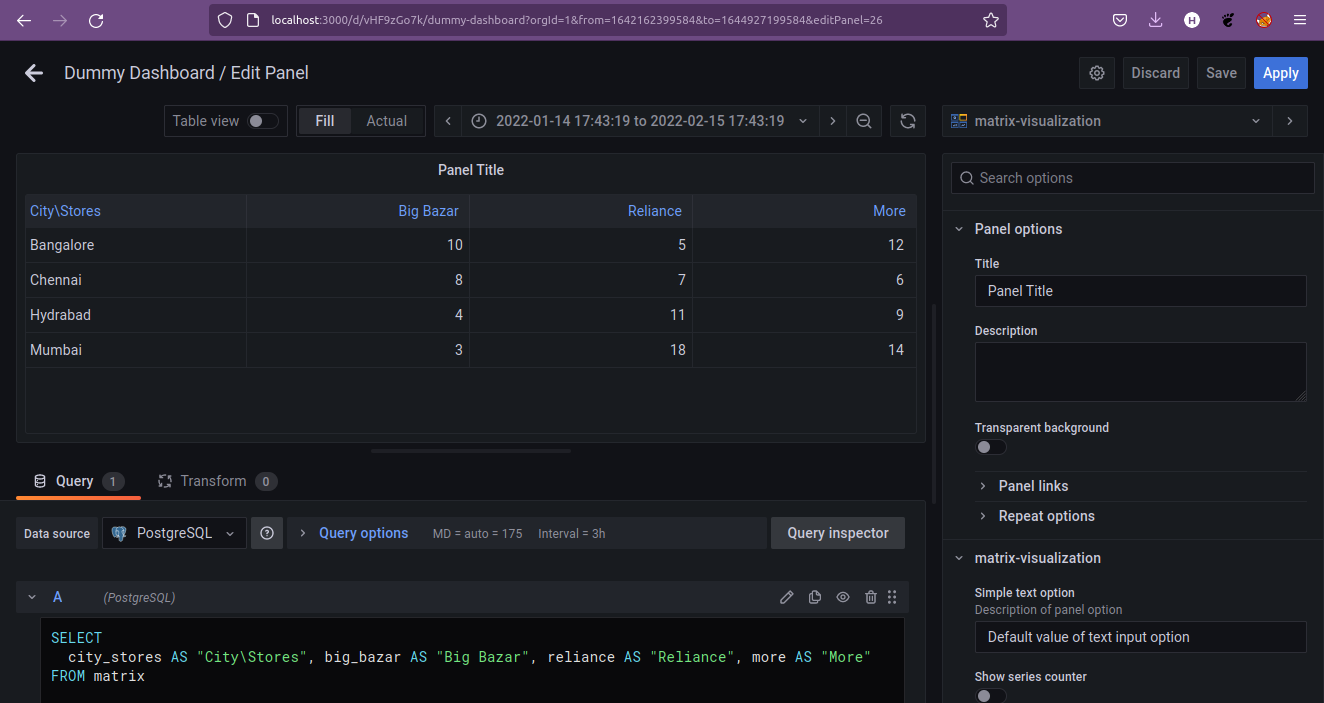 localhost:3000/d/vHF9zGo7k/dummy-dashboard?orgId=1&from=1642162399584&to=1644927199584&editPanel=26
H
Dummy Dashboard / Edit Panel
Discard
Save
Apply
Table view
Fill
Actual
2022-01-14 17:43:19 to 2022-02-15 17:43:19
matrix-visualization
Panel Title
City\Stores Big Bazar Reliance More
Bangalore 10 5 12
Chennai 8 7 6
Hydrabad 4 11 9
Mumbai 3 18 14
Query 1
Transform 0
Data source
PostgreSQL
Query options
MD = auto = 175
Interval = 3h
Query inspector
A
(PostgreSQL)
SELECT
city_stores AS "City\Stores", big_bazar AS "Big Bazar", reliance AS "Reliance", more AS "More"
FROM matrix
Search options
Panel options
Title
Panel Title
Description
Transparent background
Panel links
Repeat options
matrix-visualization
Simple text option
Description of panel option
Default value of text input option
Show series counter